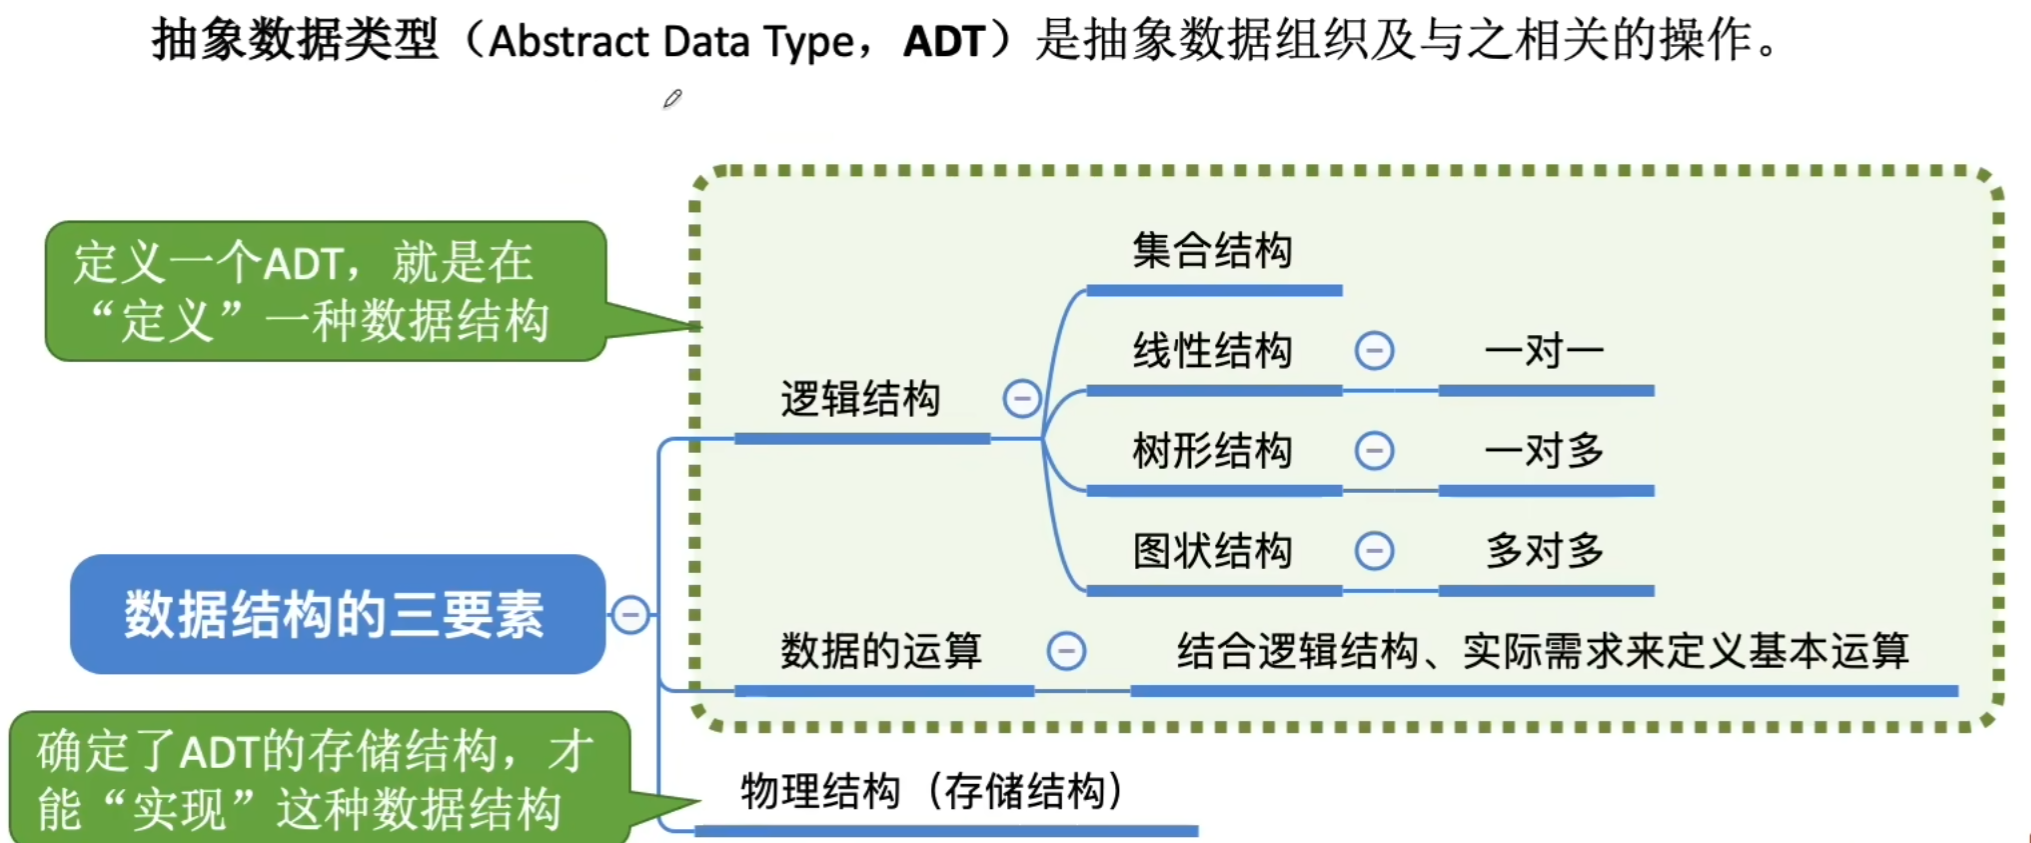 抽象数据类型（Abstract Data Type，ADT）是抽象数据组织及与之相关的操作。
定义一个ADT，就是在
“定义”一种数据结构
集合结构
线性结构
一对一
逻辑结构
树形结构
一对多
图状结构
多对多
数据结构的三要素
数据的运算
结合逻辑结构、实际需求来定义基本运算
确定了ADT的存储结构，才
能“实现”这种数据结构
物理结构（存储结构）